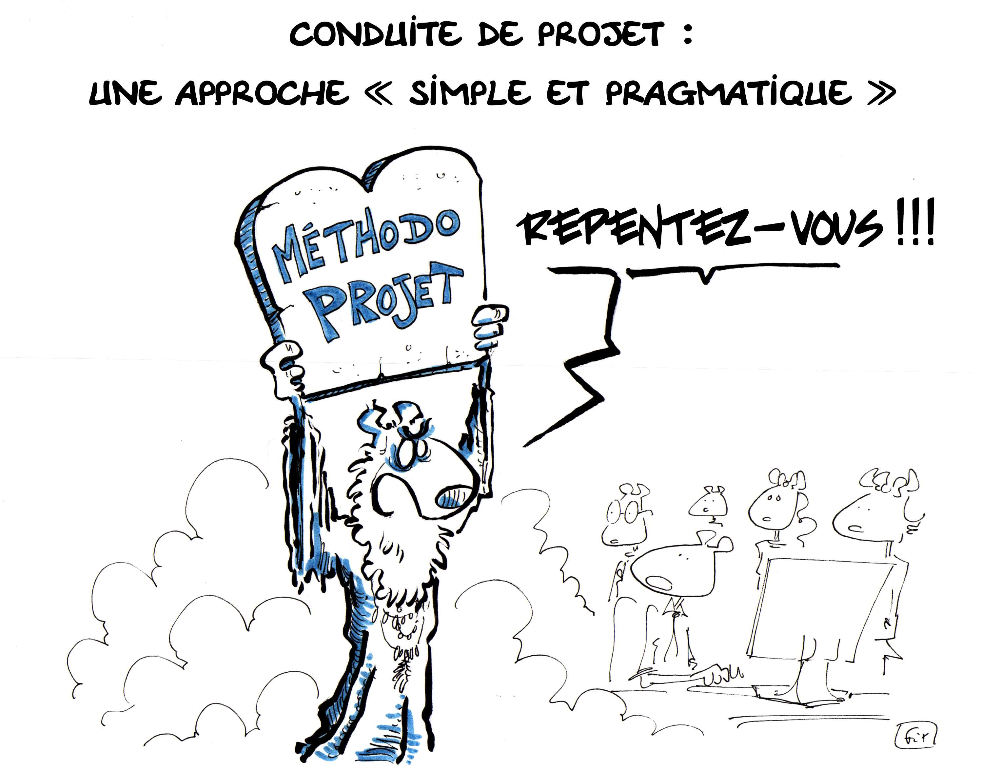 CONDUITE DE PROJET :
UNE APPROCHE « SIMPLE ET PRAGMATIQUE »
MÉTHODO
PROJET
REPENTEZ-VOUS !!!